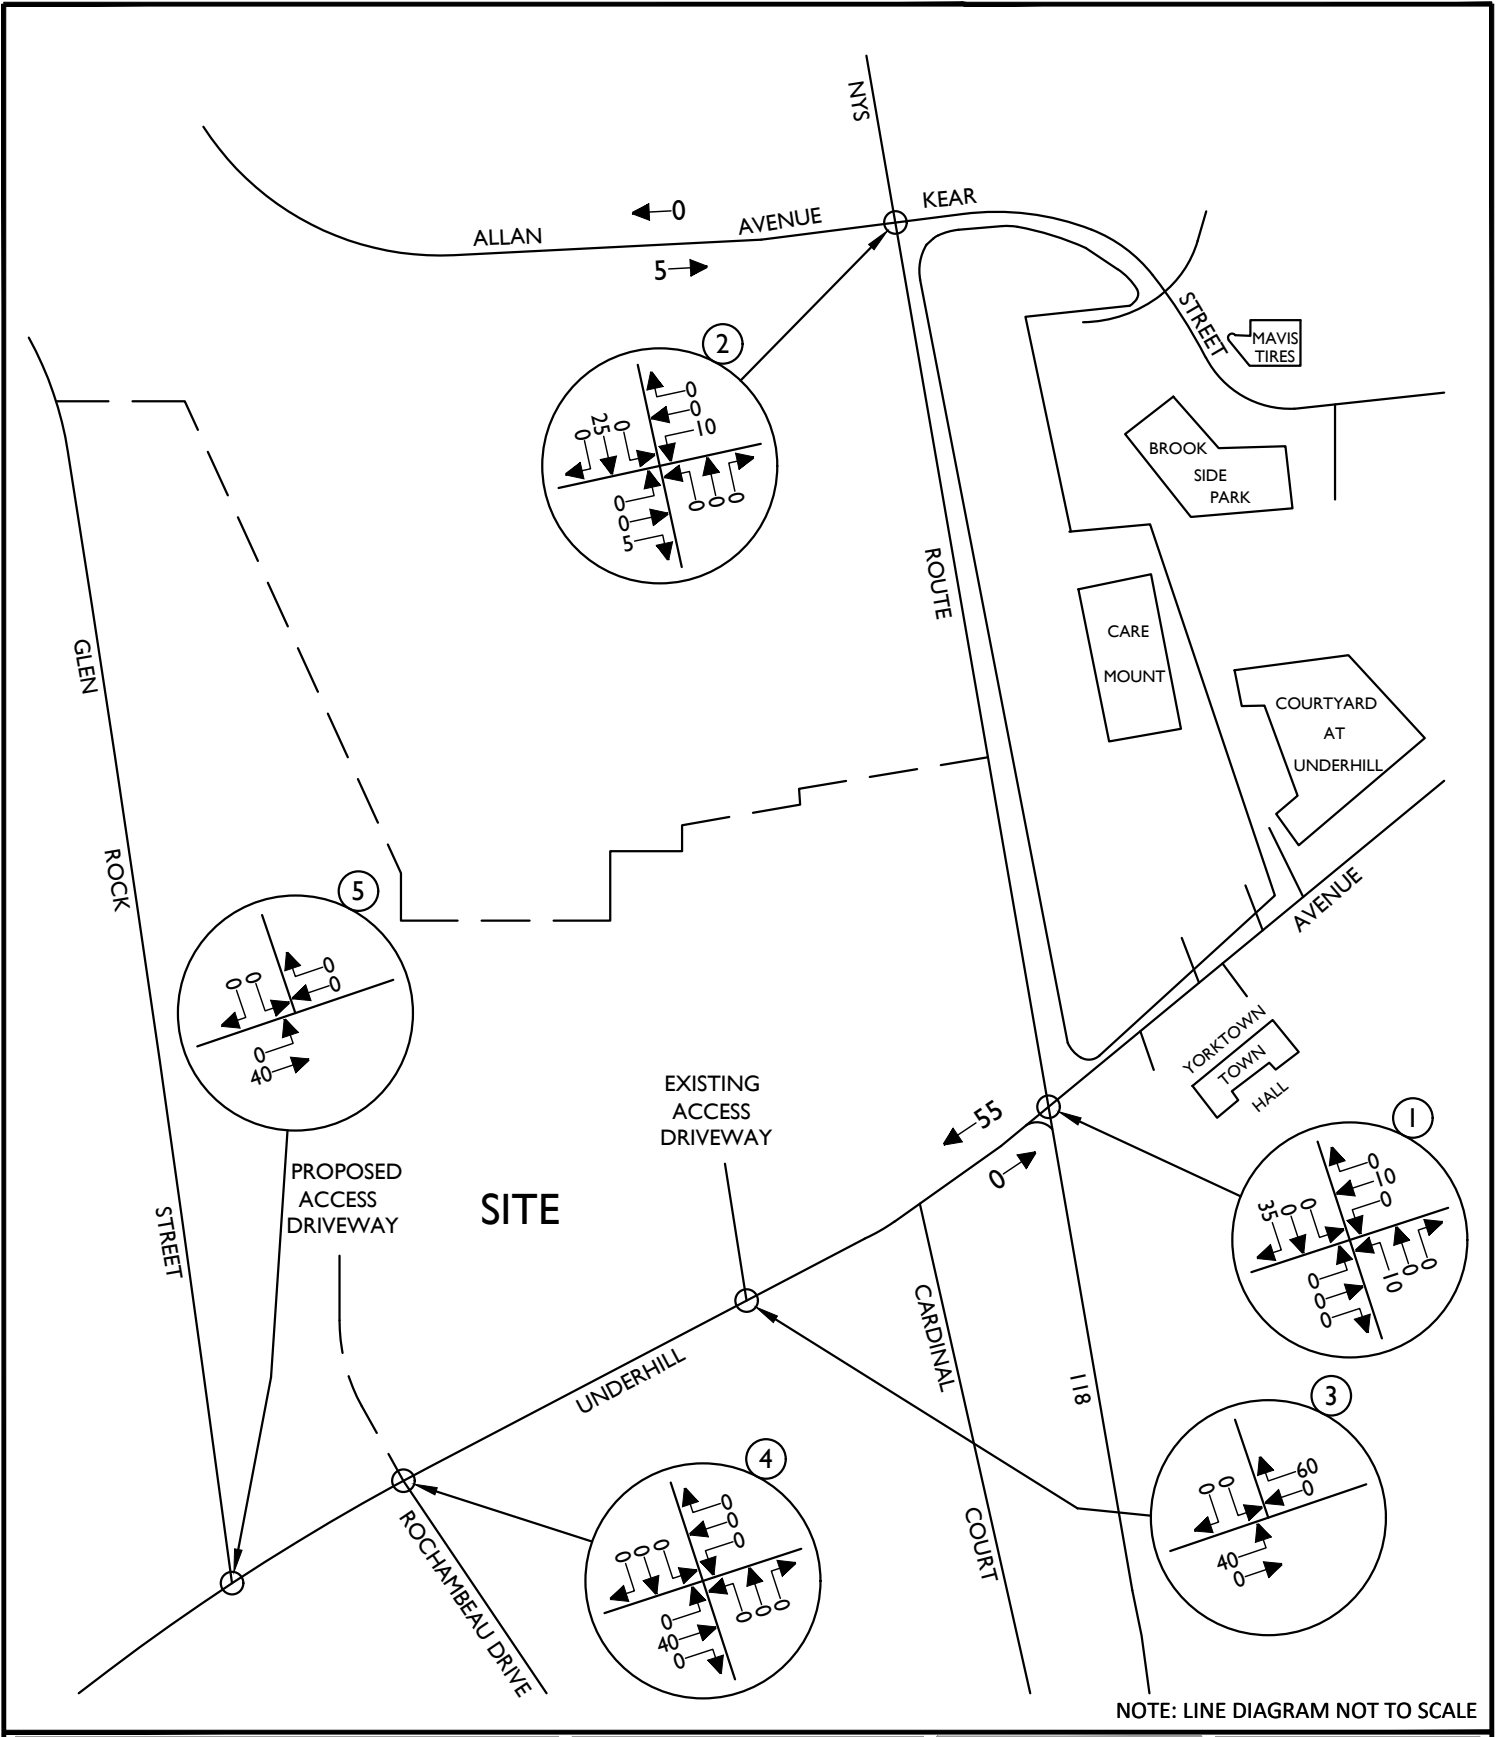 NYS
KEAR
ALLAN
AVENUE
0
5
STREET
MAVIS
TIRES
2
0
0
10
0
25
0
0
0
5
0
0
0
BROOK
SIDE
PARK
ROUTE
CARE
MOUNT
COURTYARD
AT
UNDERHILL
GLEN
ROCK
STREET
AVENUE
5
0
0
0
0
0
40
YORKTOWN
TOWN
HALL
EXISTING
ACCESS
DRIVEWAY
55
0
1
0
10
0
35
0
0
0
0
0
10
0
0
PROPOSED
ACCESS
DRIVEWAY
SITE
CARDINAL
COURT
118
UNDERHILL
3
60
0
0
0
40
0
4
0
0
0
0
0
0
0
40
0
0
0
0
ROCHAMBEAU DRIVE
NOTE: LINE DIAGRAM NOT TO SCALE